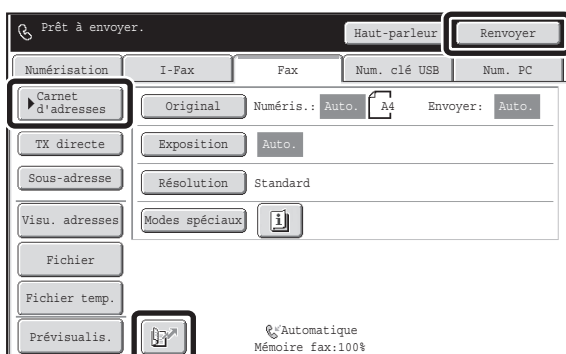 Prêt à envoyer.
Haut-parleur
Renvoyer
Numérisation
I-Fax
Fax
Num. clé USB
Num. PC
Carnet
d'adresses
Original
Numéris.: Auto.
A4
Envoyer: Auto.
TX directe
Exposition
Auto.
Sous-adresse
Résolution
Standard
Visu. adresses
Modes spéciaux
Fichier
Fichier temp.
Prévisualis.
Automatique
Mémoire fax:100%